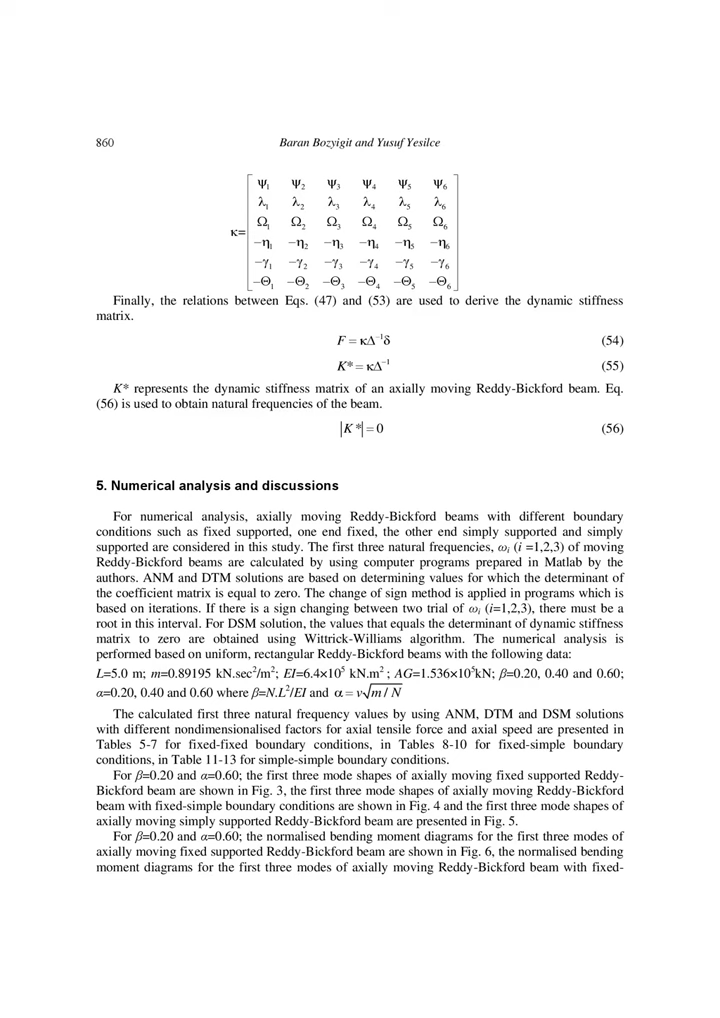 860
Baran Bozyigit and Yusuf Yesilce
ψ1 ψ2 ψ3 ψ4 ψ5 ψ6
λ1 λ2 λ3 λ4 λ5 λ6
Ω1 Ω2 Ω3 Ω4 Ω5 Ω6
κ=
−η1 −η2 −η3 −η4 −η5 −η6
−γ1 −γ2 −γ3 −γ4 −γ5 −γ6
−Θ1 −Θ2 −Θ3 −Θ4 −Θ5 −Θ6
Finally, the relations between Eqs. (47) and (53) are used to derive the dynamic stiffness
matrix.
F = κΔ⁻¹δ (54)
K* = κΔ⁻¹ (55)
K* represents the dynamic stiffness matrix of an axially moving Reddy-Bickford beam. Eq.
(56) is used to obtain natural frequencies of the beam.
|K *| = 0 (56)
5. Numerical analysis and discussions
For numerical analysis, axially moving Reddy-Bickford beams with different boundary
conditions such as fixed supported, one end fixed, the other end simply supported and simply
supported are considered in this study. The first three natural frequencies, ωi (i =1,2,3) of moving
Reddy-Bickford beams are calculated by using computer programs prepared in Matlab by the
authors. ANM and DTM solutions are based on determining values for which the determinant of
the coefficient matrix is equal to zero. The change of sign method is applied in programs which is
based on iterations. If there is a sign changing between two trial of ωi (i=1,2,3), there must be a
root in this interval. For DSM solution, the values that equals the determinant of dynamic stiffness
matrix to zero are obtained using Wittrick-Williams algorithm. The numerical analysis is
performed based on uniform, rectangular Reddy-Bickford beams with the following data:
L=5.0 m; m=0.89195 kN.sec²/m²; EI=6.4×10⁵ kN.m² ; AG=1.536×10⁵kN; β=0.20, 0.40 and 0.60;
α=0.20, 0.40 and 0.60 where β=N.L²/EI and α = v√m / N
The calculated first three natural frequency values by using ANM, DTM and DSM solutions
with different nondimensionalised factors for axial tensile force and axial speed are presented in
Tables 5-7 for fixed-fixed boundary conditions, in Tables 8-10 for fixed-simple boundary
conditions, in Table 11-13 for simple-simple boundary conditions.
For β=0.20 and α=0.60; the first three mode shapes of axially moving fixed supported Reddy-
Bickford beam are shown in Fig. 3, the first three mode shapes of axially moving Reddy-Bickford
beam with fixed-simple boundary conditions are shown in Fig. 4 and the first three mode shapes of
axially moving simply supported Reddy-Bickford beam are presented in Fig. 5.
For β=0.20 and α=0.60; the normalised bending moment diagrams for the first three modes of
axially moving fixed supported Reddy-Bickford beam are shown in Fig. 6, the normalised bending
moment diagrams for the first three modes of axially moving Reddy-Bickford beam with fixed-